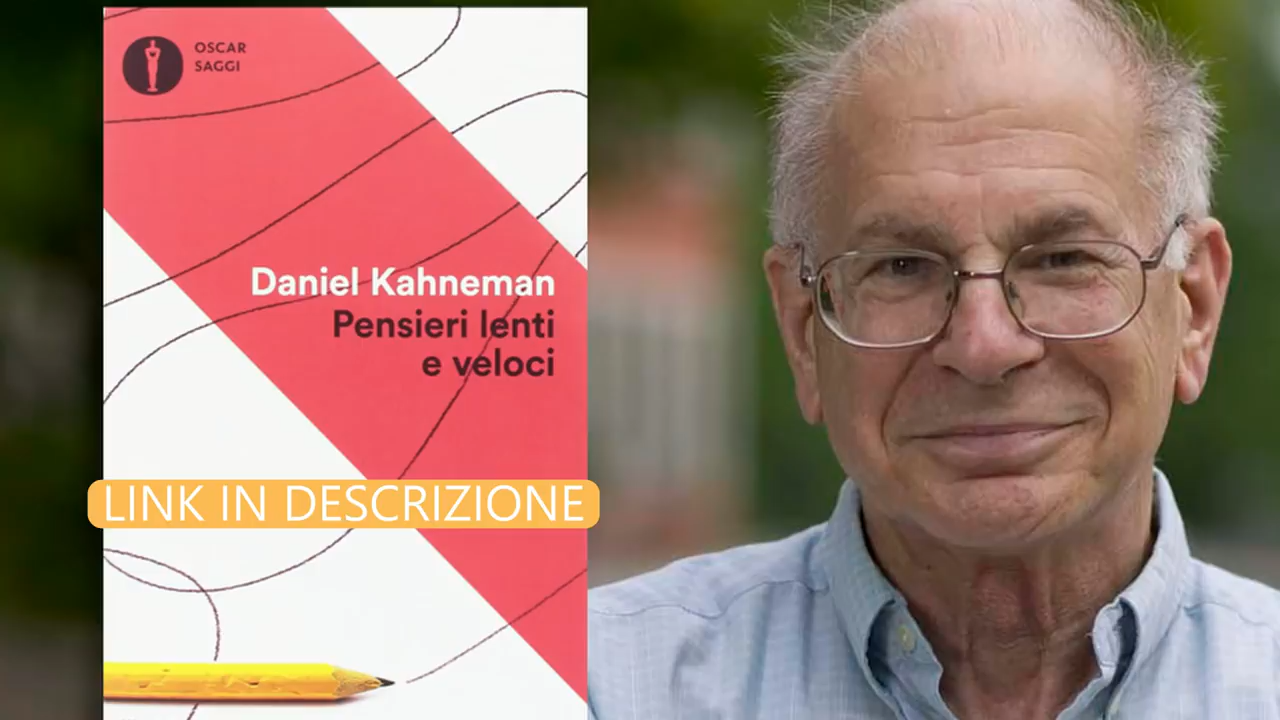 OSCAR
SAGGI
Daniel Kahneman
Pensieri lenti
e veloci
LINK IN DESCRIZIONE